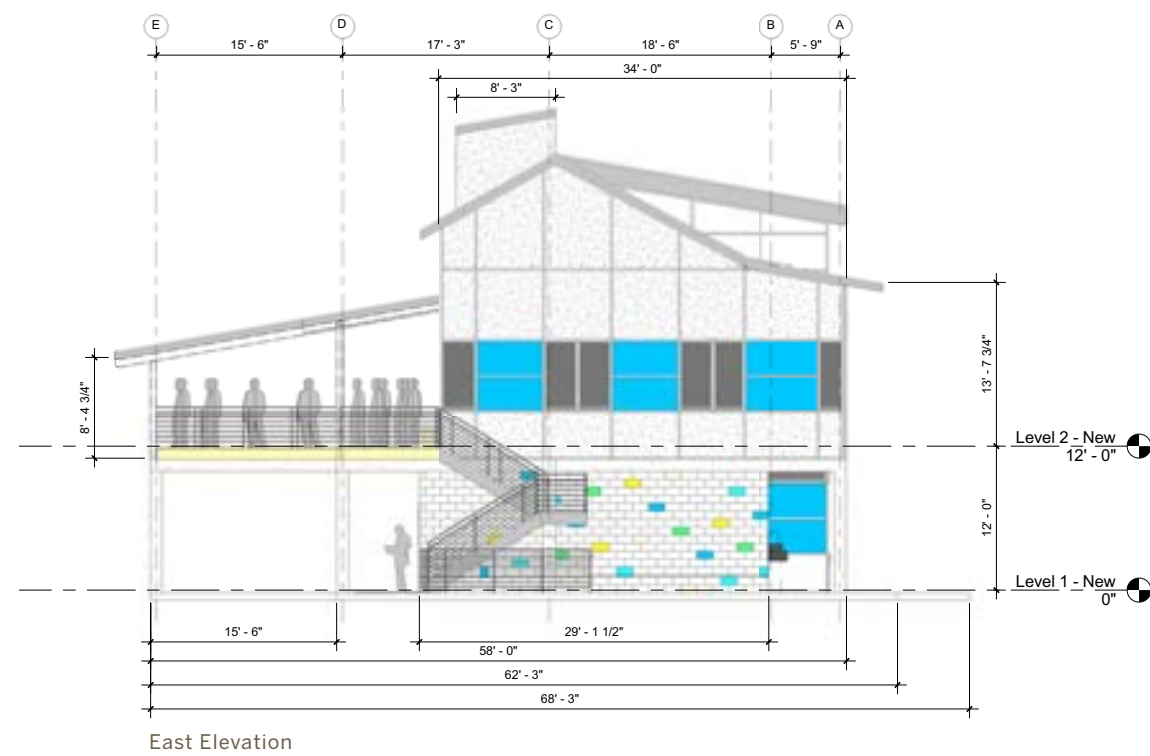 E D C B A
15' - 6" 17' - 3" 18' - 6" 5' - 9"
34' - 0"
8' - 3"
13' - 7 3/4"
8' - 4 3/4"
Level 2 - New
12' - 0"
12' - 0"
Level 1 - New
0"
15' - 6" 29' - 1 1/2"
58' - 0"
62' - 3"
68' - 3"
East Elevation